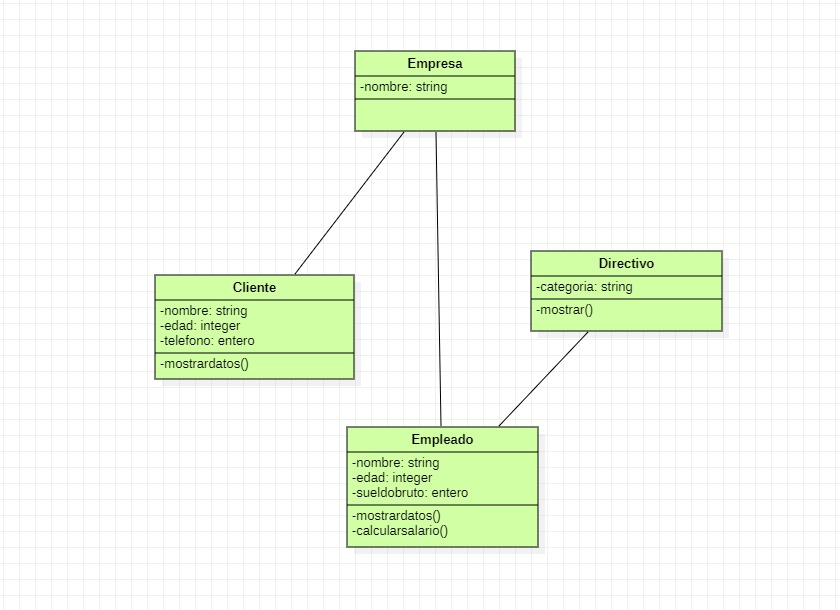 Empresa
-nombre: string
Cliente
-nombre: string
-edad: integer
-telefono: entero
-mostrardatos()
Directivo
-categoria: string
-mostrar()
Empleado
-nombre: string
-edad: integer
-sueldobruto: entero
-mostrardatos()
-calcularsalario()